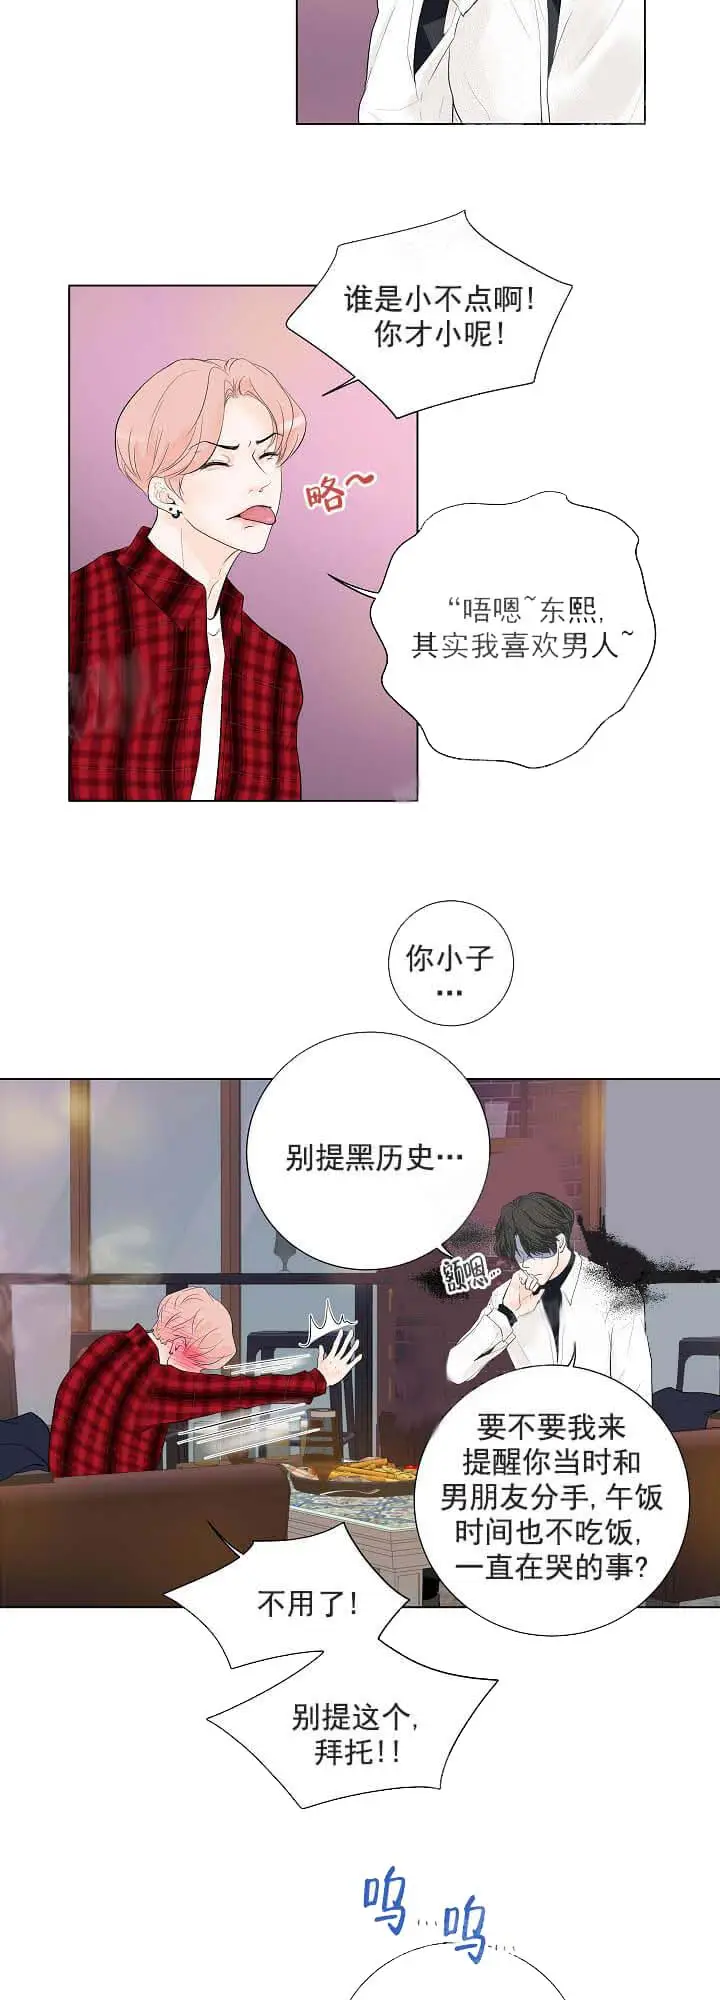 谁是小不点啊!
你才小呢!
略~
“唔嗯~东熙,
其实我喜欢男人~
你小子
…
别提黑历史…
额嗯…
要不要我来
提醒你当时和
男朋友分手,午饭
时间也不吃饭,
一直在哭的事?
不用了!
别提这个,
拜托!!
呜…
呜…